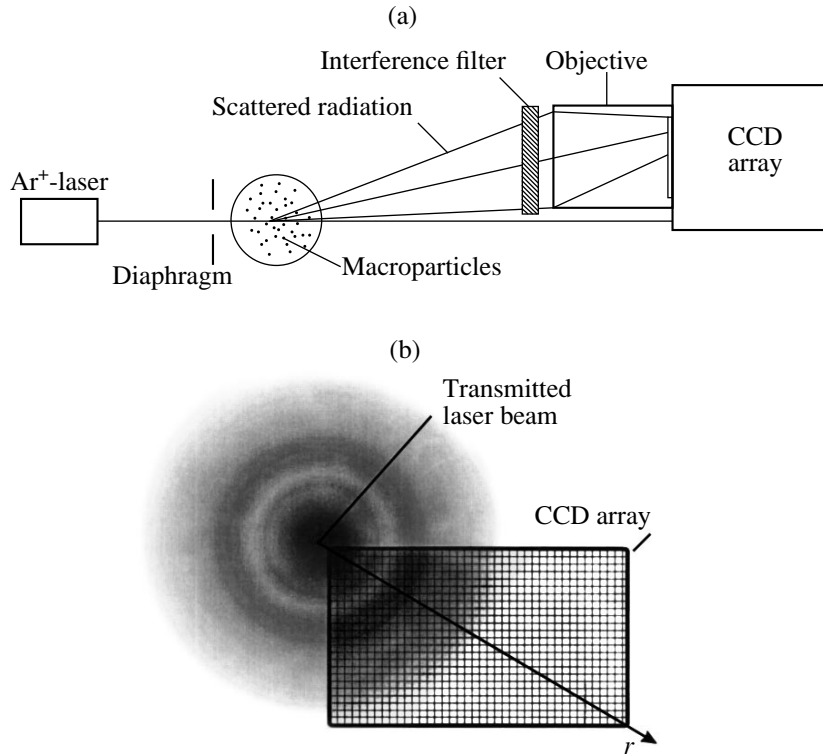 (a)
Interference filter
Objective
Scattered radiation
CCD
array
Ar⁺-laser
Diaphragm
Macroparticles
(b)
Transmitted
laser beam
CCD array
r